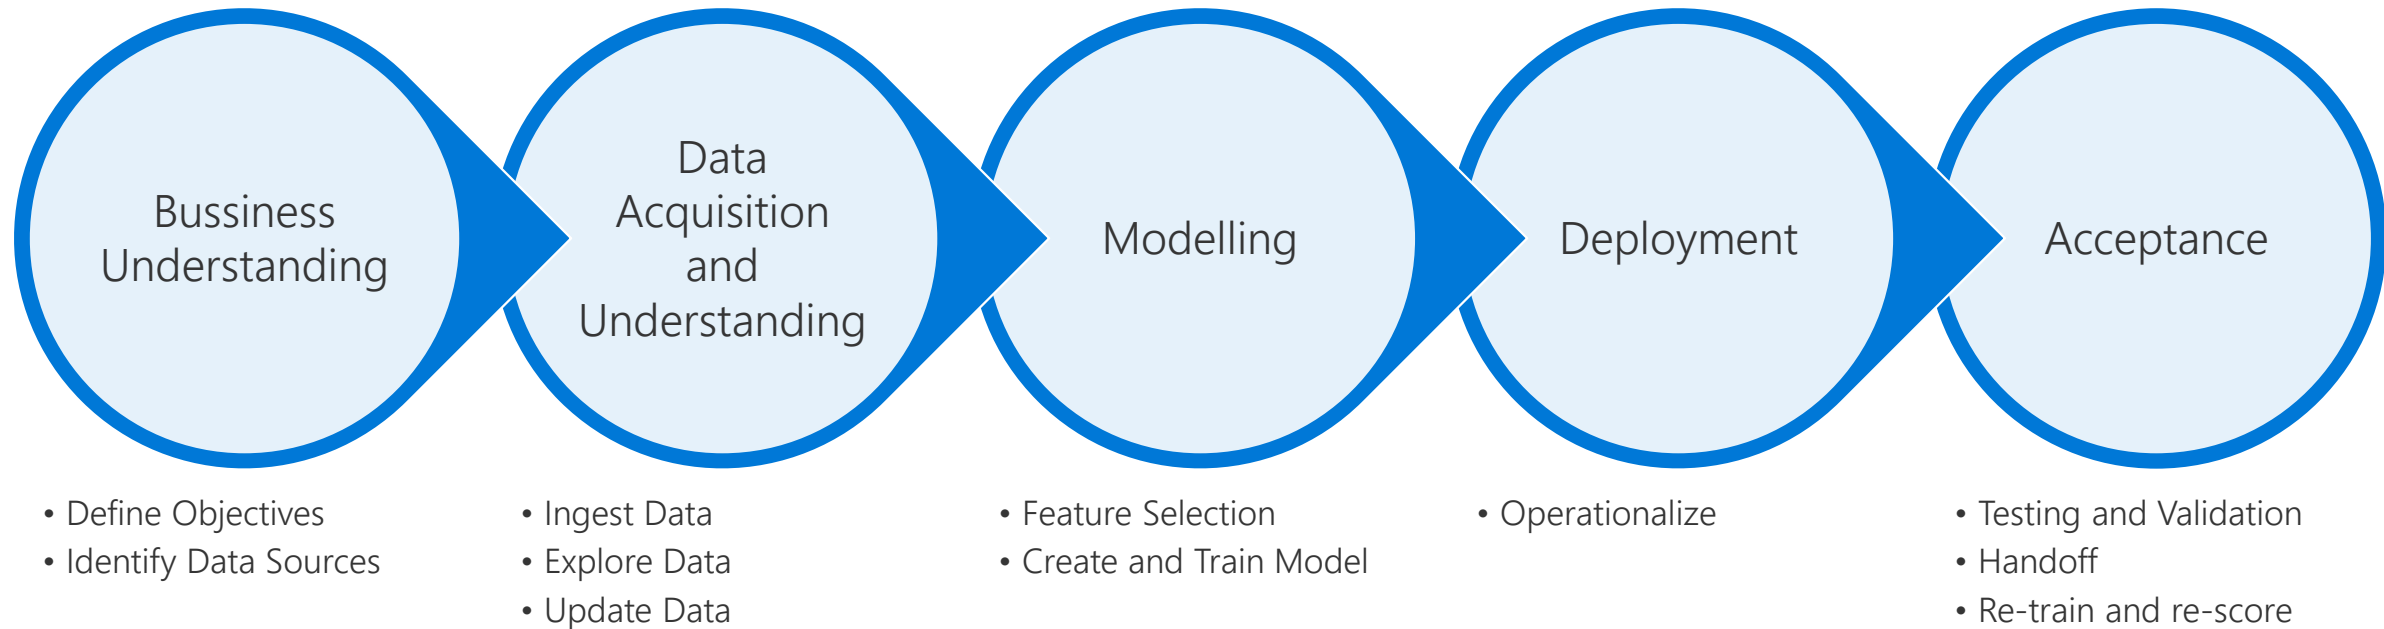 Bussiness
Understanding
Data
Acquisition
and
Understanding
Modelling
Deployment
Acceptance
• Define Objectives
• Identify Data Sources
• Ingest Data
• Explore Data
• Update Data
• Feature Selection
• Create and Train Model
• Operationalize
• Testing and Validation
• Handoff
• Re-train and re-score